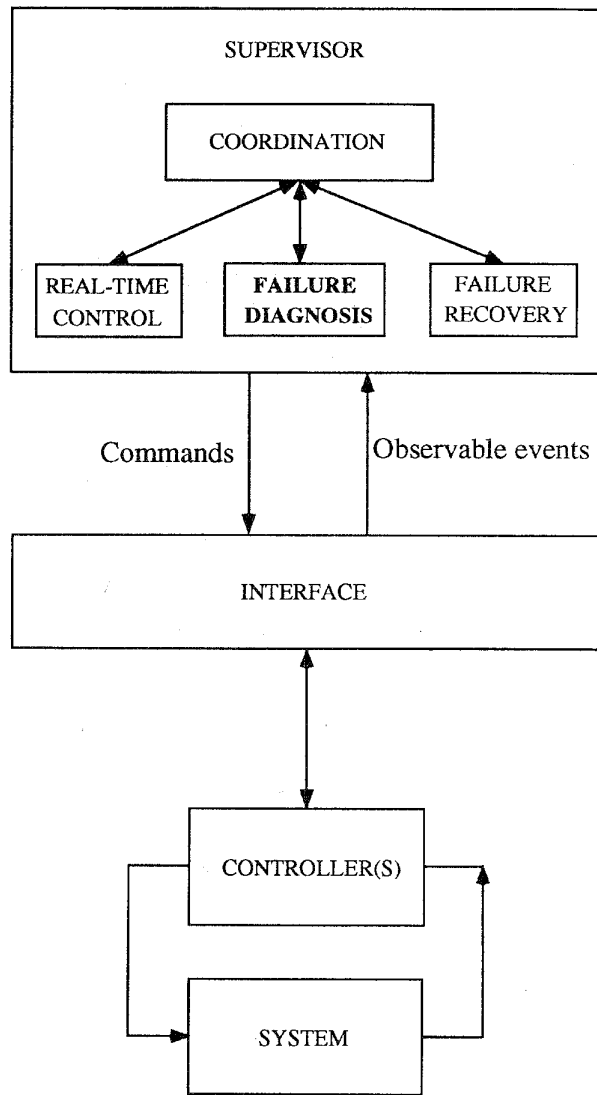 SUPERVISOR
COORDINATION
REAL-TIME
CONTROL
FAILURE
DIAGNOSIS
FAILURE
RECOVERY
Commands
Observable events
INTERFACE
CONTROLLER(S)
SYSTEM